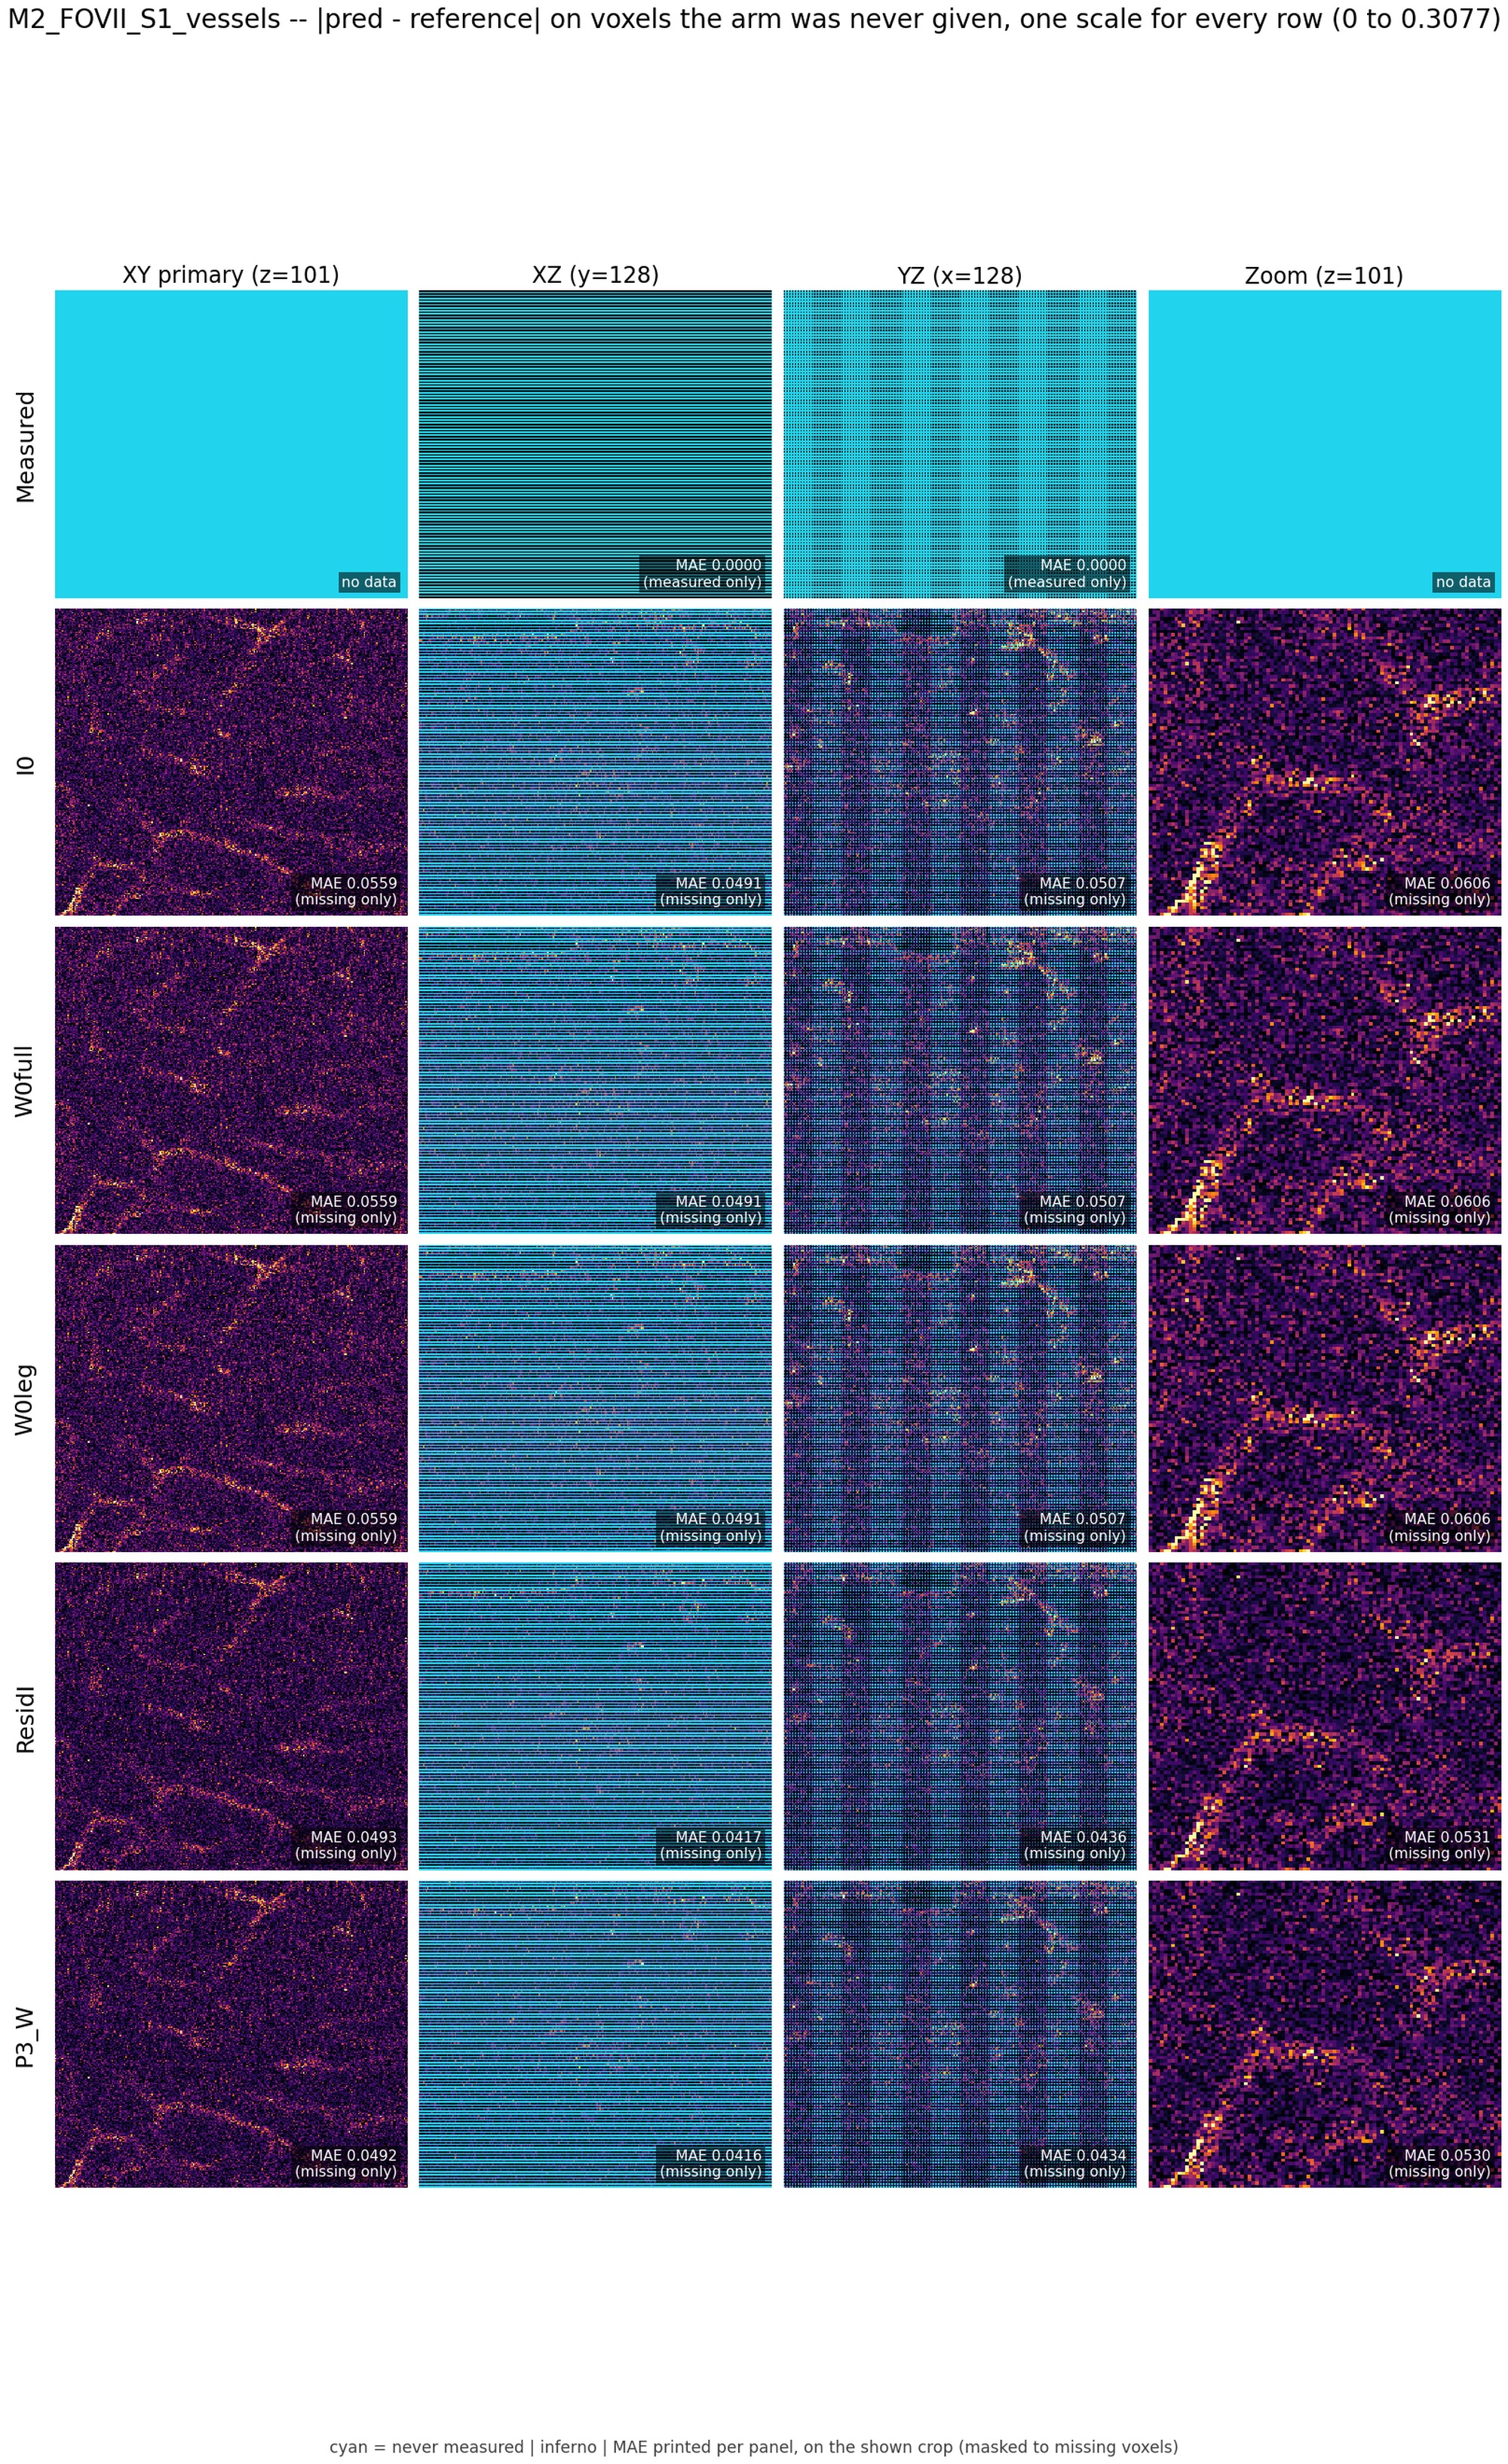 M2_FOVII_S1_vessels -- |pred - reference| on voxels the arm was never given, one scale for every row (0 to 0.3077)
XY primary (z=101)
XZ (y=128)
YZ (x=128)
Zoom (z=101)
Measured
no data
MAE 0.0000
(measured only)
MAE 0.0000
(measured only)
no data
I0
MAE 0.0559
(missing only)
MAE 0.0491
(missing only)
MAE 0.0507
(missing only)
MAE 0.0606
(missing only)
W0full
MAE 0.0559
(missing only)
MAE 0.0491
(missing only)
MAE 0.0507
(missing only)
MAE 0.0606
(missing only)
W0leg
MAE 0.0559
(missing only)
MAE 0.0491
(missing only)
MAE 0.0507
(missing only)
MAE 0.0606
(missing only)
ResidI
MAE 0.0493
(missing only)
MAE 0.0417
(missing only)
MAE 0.0436
(missing only)
MAE 0.0531
(missing only)
P3_W
MAE 0.0492
(missing only)
MAE 0.0416
(missing only)
MAE 0.0434
(missing only)
MAE 0.0530
(missing only)
cyan = never measured | inferno | MAE printed per panel, on the shown crop (masked to missing voxels)